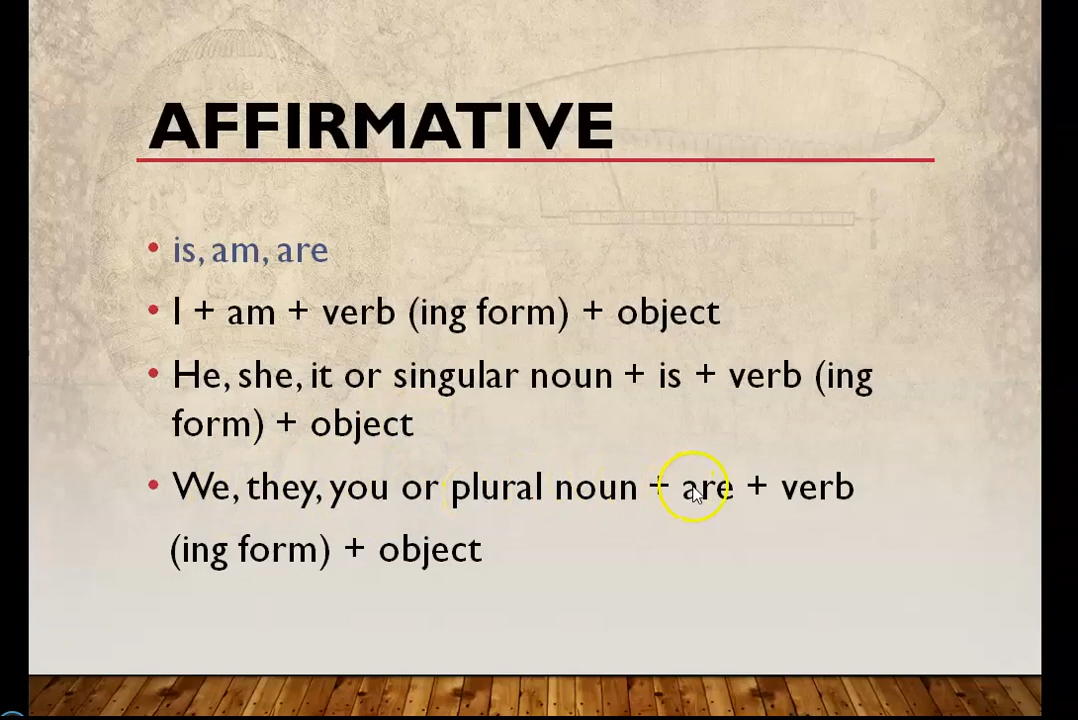 AFFIRMATIVE
• is, am, are
• I + am + verb (ing form) + object
• He, she, it or singular noun + is + verb (ing
form) + object
• We, they, you or plural noun + are + verb
(ing form) + object